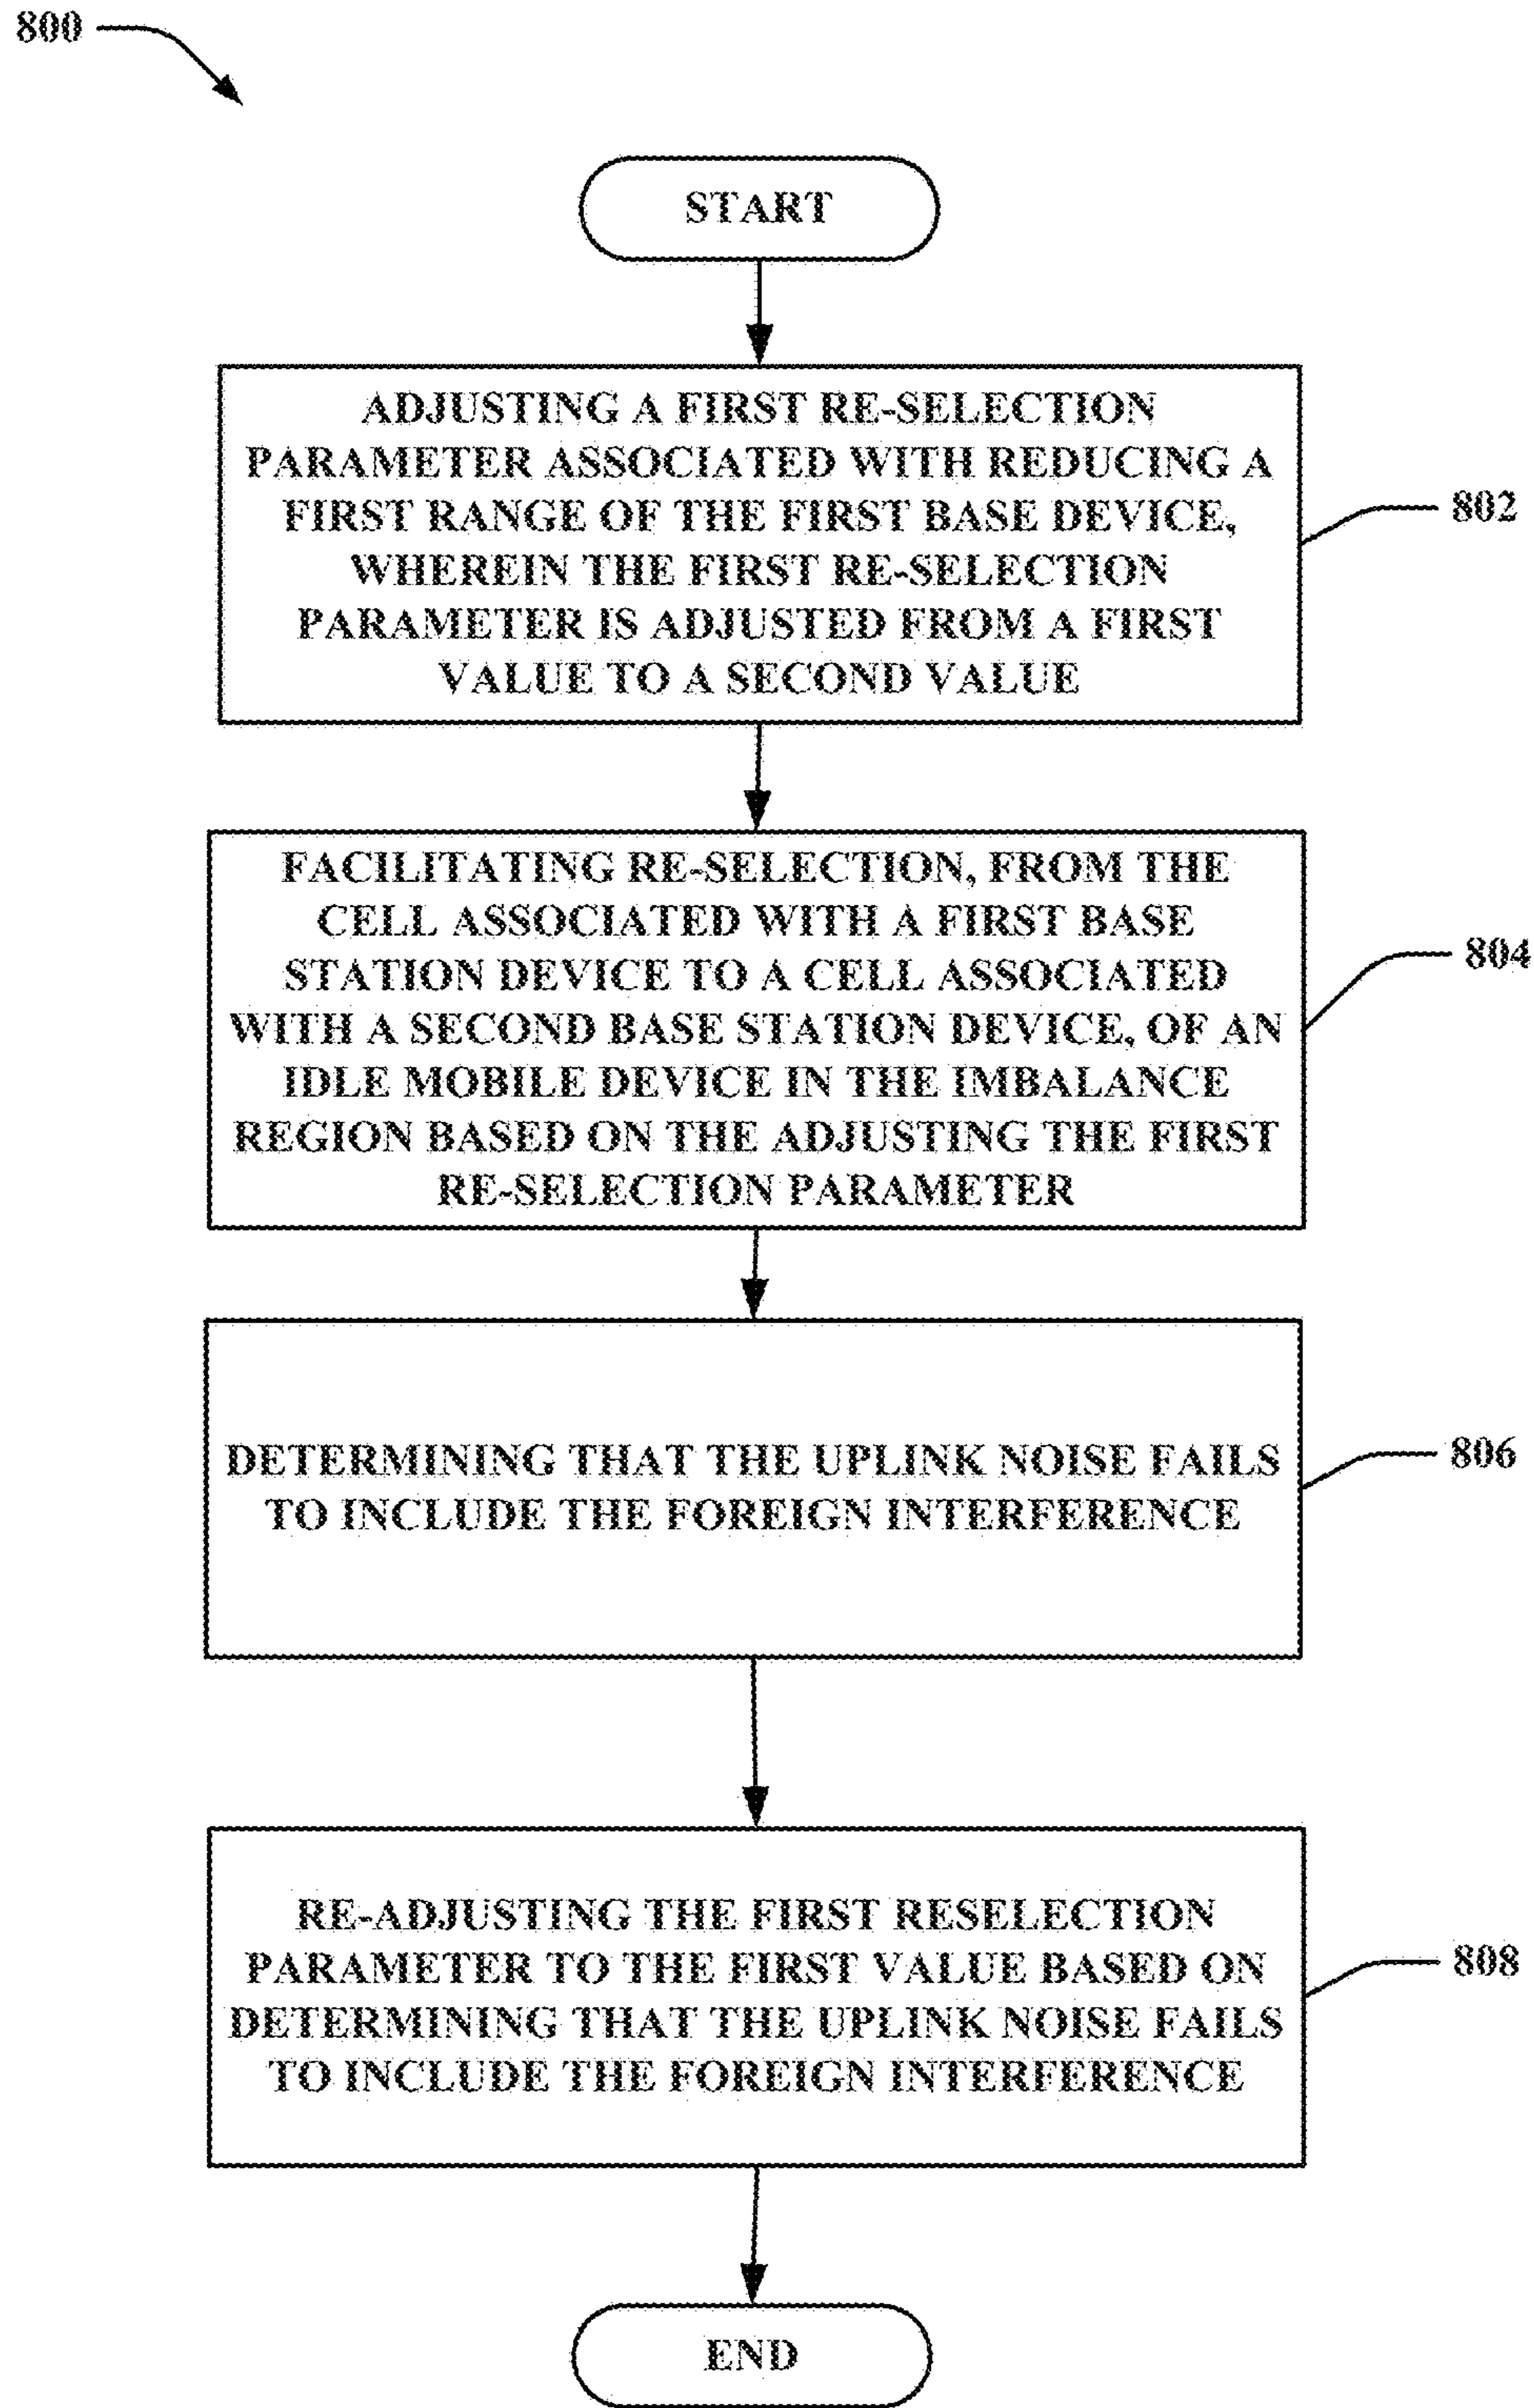 800
START
ADJUSTING A FIRST RE-SELECTION
PARAMETER ASSOCIATED WITH REDUCING A
FIRST RANGE OF THE FIRST BASE DEVICE,
WHEREIN THE FIRST RE-SELECTION
PARAMETER IS ADJUSTED FROM A FIRST
VALUE TO A SECOND VALUE
802
FACILITATING RE-SELECTION, FROM THE
CELL ASSOCIATED WITH A FIRST BASE
STATION DEVICE TO A CELL ASSOCIATED
WITH A SECOND BASE STATION DEVICE, OF AN
IDLE MOBILE DEVICE IN THE IMBALANCE
REGION BASED ON THE ADJUSTING THE FIRST
RE-SELECTION PARAMETER
804
DETERMINING THAT THE UPLINK NOISE FAILS
TO INCLUDE THE FOREIGN INTERFERENCE
806
RE-ADJUSTING THE FIRST RESELECTION
PARAMETER TO THE FIRST VALUE BASED ON
DETERMINING THAT THE UPLINK NOISE FAILS
TO INCLUDE THE FOREIGN INTERFERENCE
808
END